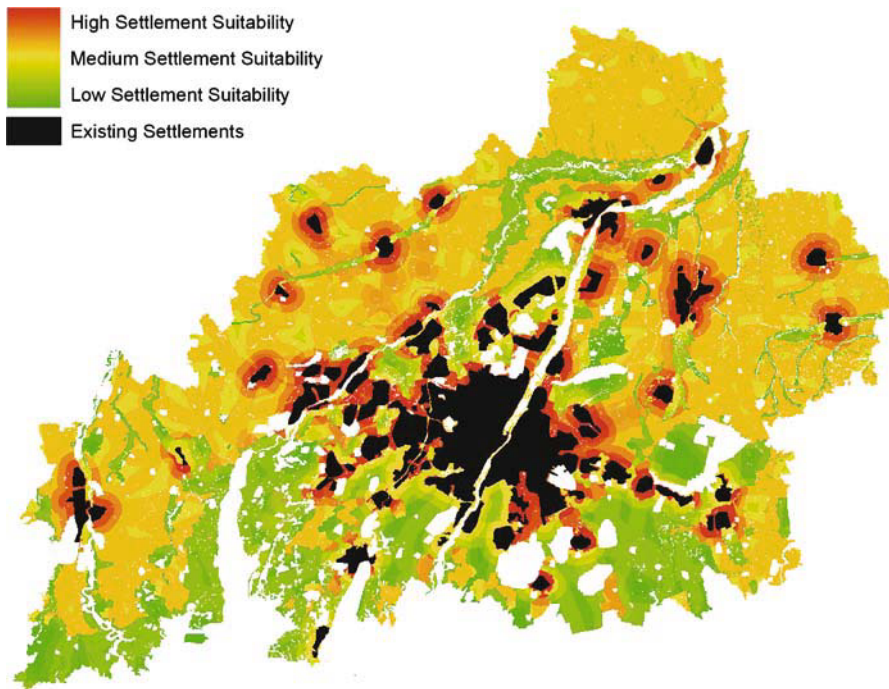 High Settlement Suitability
Medium Settlement Suitability
Low Settlement Suitability
Existing Settlements